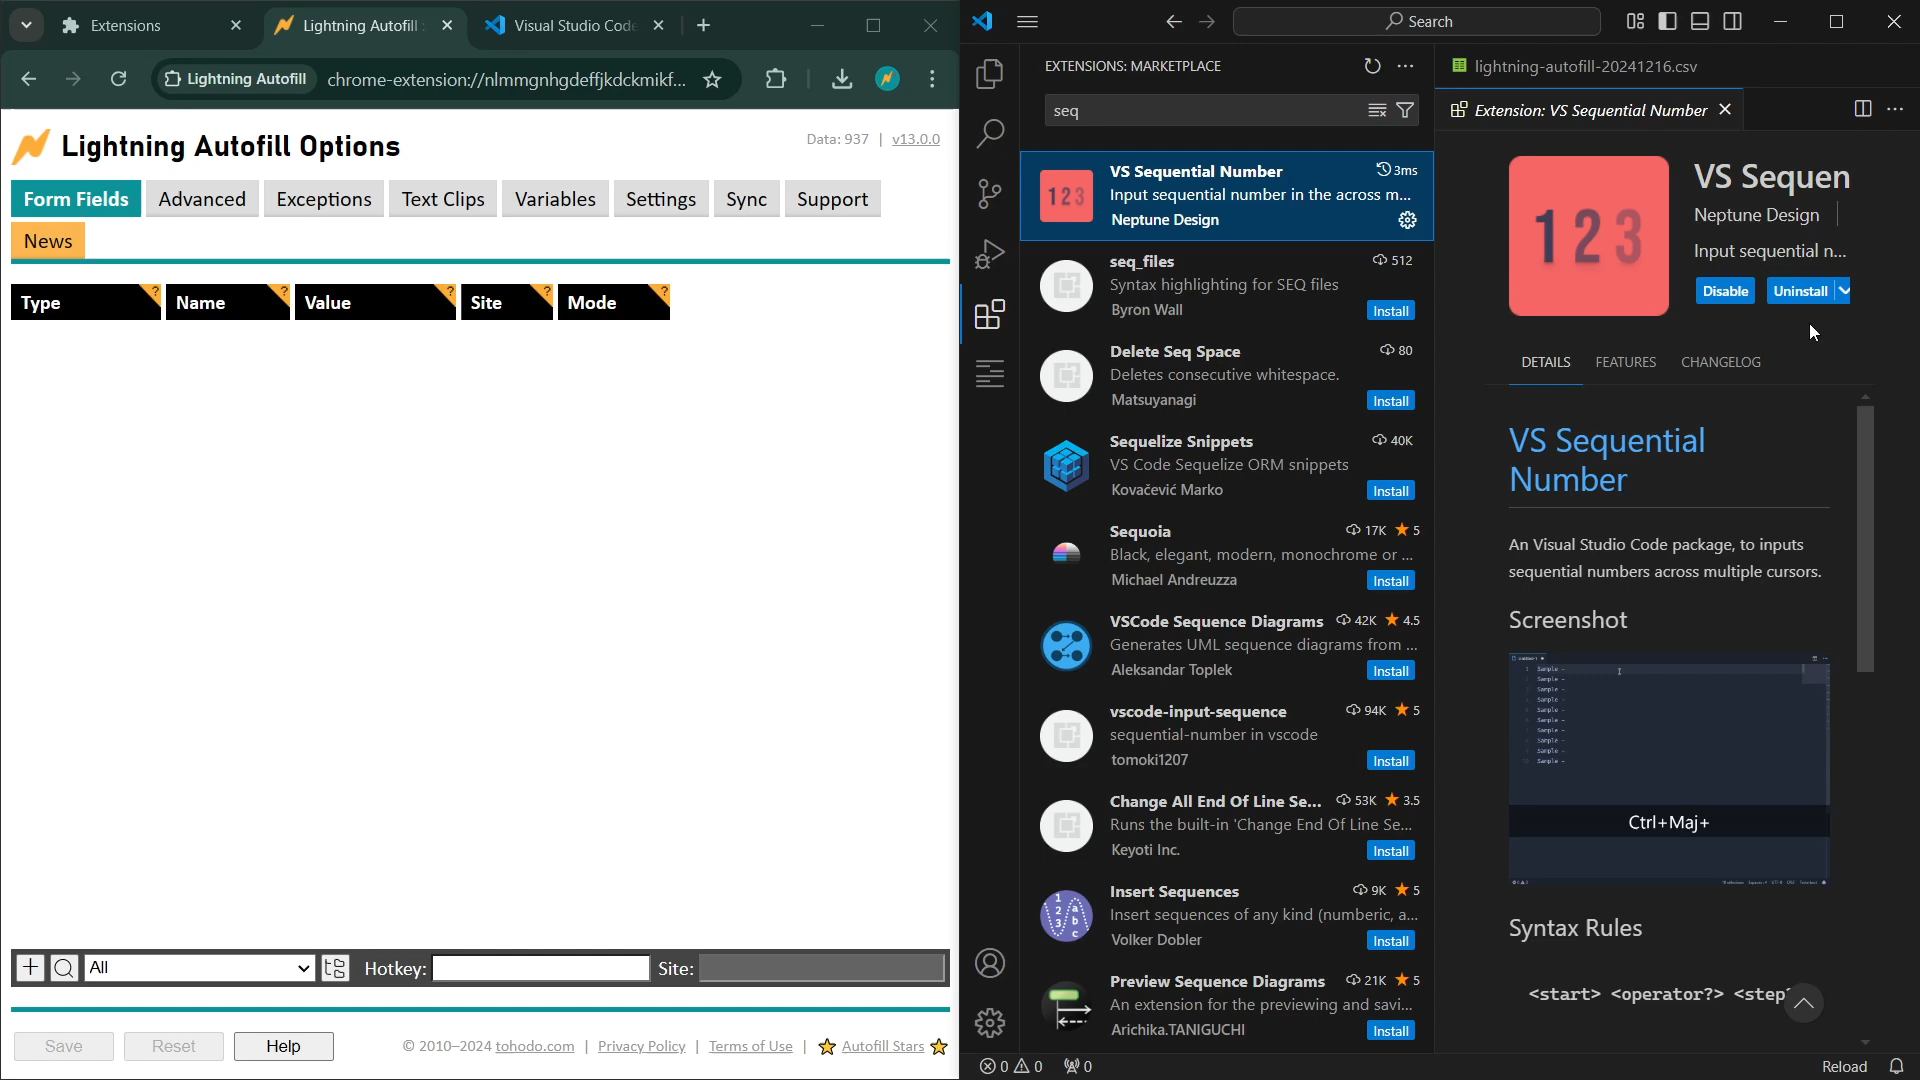 Extensions
Lightning Autofill
Visual Studio Code
Lightning Autofill
chrome-extension://nlmmgnhgdeffjkdckmikf...
Lightning Autofill Options
Data: 937 | v13.0.0
Form Fields
Advanced
Exceptions
Text Clips
Variables
Settings
Sync
Support
News
Type ?
Name ?
Value ?
Site ?
Mode ?
All
Hotkey:
Site:
Save
Reset
Help
© 2010–2024 tohodo.com | Privacy Policy | Terms of Use | Autofill Stars
Search
EXTENSIONS: MARKETPLACE
seq
VS Sequential Number 3ms
Input sequential number in the across m...
Neptune Design
seq_files 512
Syntax highlighting for SEQ files
Byron Wall Install
Delete Seq Space 80
Deletes consecutive whitespace.
Matsuyanagi Install
Sequelize Snippets 40K
VS Code Sequelize ORM snippets
Kovačević Marko Install
Sequoia 17K 5
Black, elegant, modern, monochrome or ...
Michael Andreuzza Install
VSCode Sequence Diagrams 42K 4.5
Generates UML sequence diagrams from ...
Aleksandar Toplek Install
vscode-input-sequence 94K 5
sequential-number in vscode
tomoki1207 Install
Change All End Of Line Se... 53K 3.5
Runs the built-in 'Change End Of Line Se...
Keyoti Inc. Install
Insert Sequences 9K 5
Insert sequences of any kind (numberic, a...
Volker Dobler Install
Preview Sequence Diagrams 21K 5
An extension for the previewing and savi...
Arichika.TANIGUCHI Install
lightning-autofill-20241216.csv
Extension: VS Sequential Number
123
VS Sequen
Neptune Design
Input sequential n...
Disable
Uninstall
DETAILS
FEATURES
CHANGELOG
VS Sequential
Number
An Visual Studio Code package, to inputs
sequential numbers across multiple cursors.
Screenshot
Sample -
Sample -
Sample -
Sample -
Sample -
Sample -
Sample -
Sample -
Sample -
Sample -
Ctrl+Maj+
Syntax Rules
<start> <operator?> <step
0 0
0
Reload